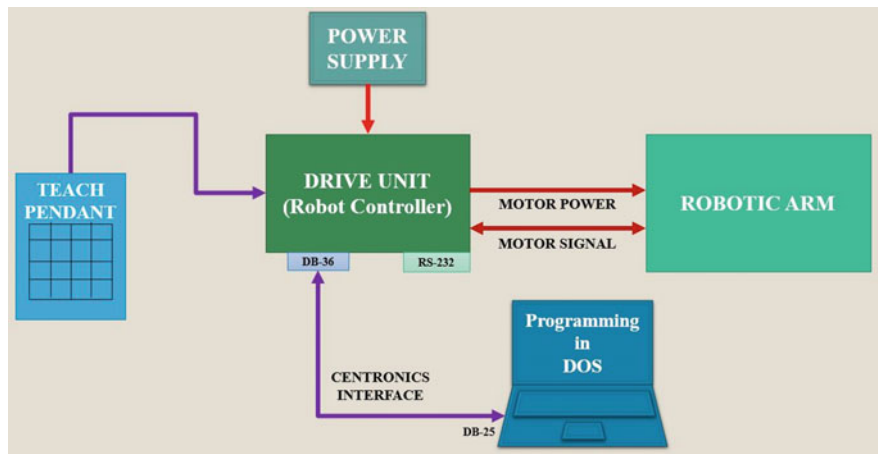 POWER
SUPPLY
TEACH
PENDANT
DRIVE UNIT
(Robot Controller)
DB-36
RS-232
MOTOR POWER
MOTOR SIGNAL
ROBOTIC ARM
CENTRONICS
INTERFACE
DB-25
Programming
in
DOS